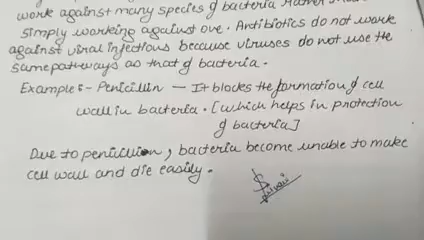 work against many species of bacteria rather than
simply working against one. Antibiotics do not work
against viral infections because viruses do not use the
same pathways as that of bacteria.
Example :- Penicillin — It blocks the formation of cell
wall in bacteria. [which helps in protection
of bacteria]
Due to penicillin, bacteria become unable to make
cell wall and die easily.